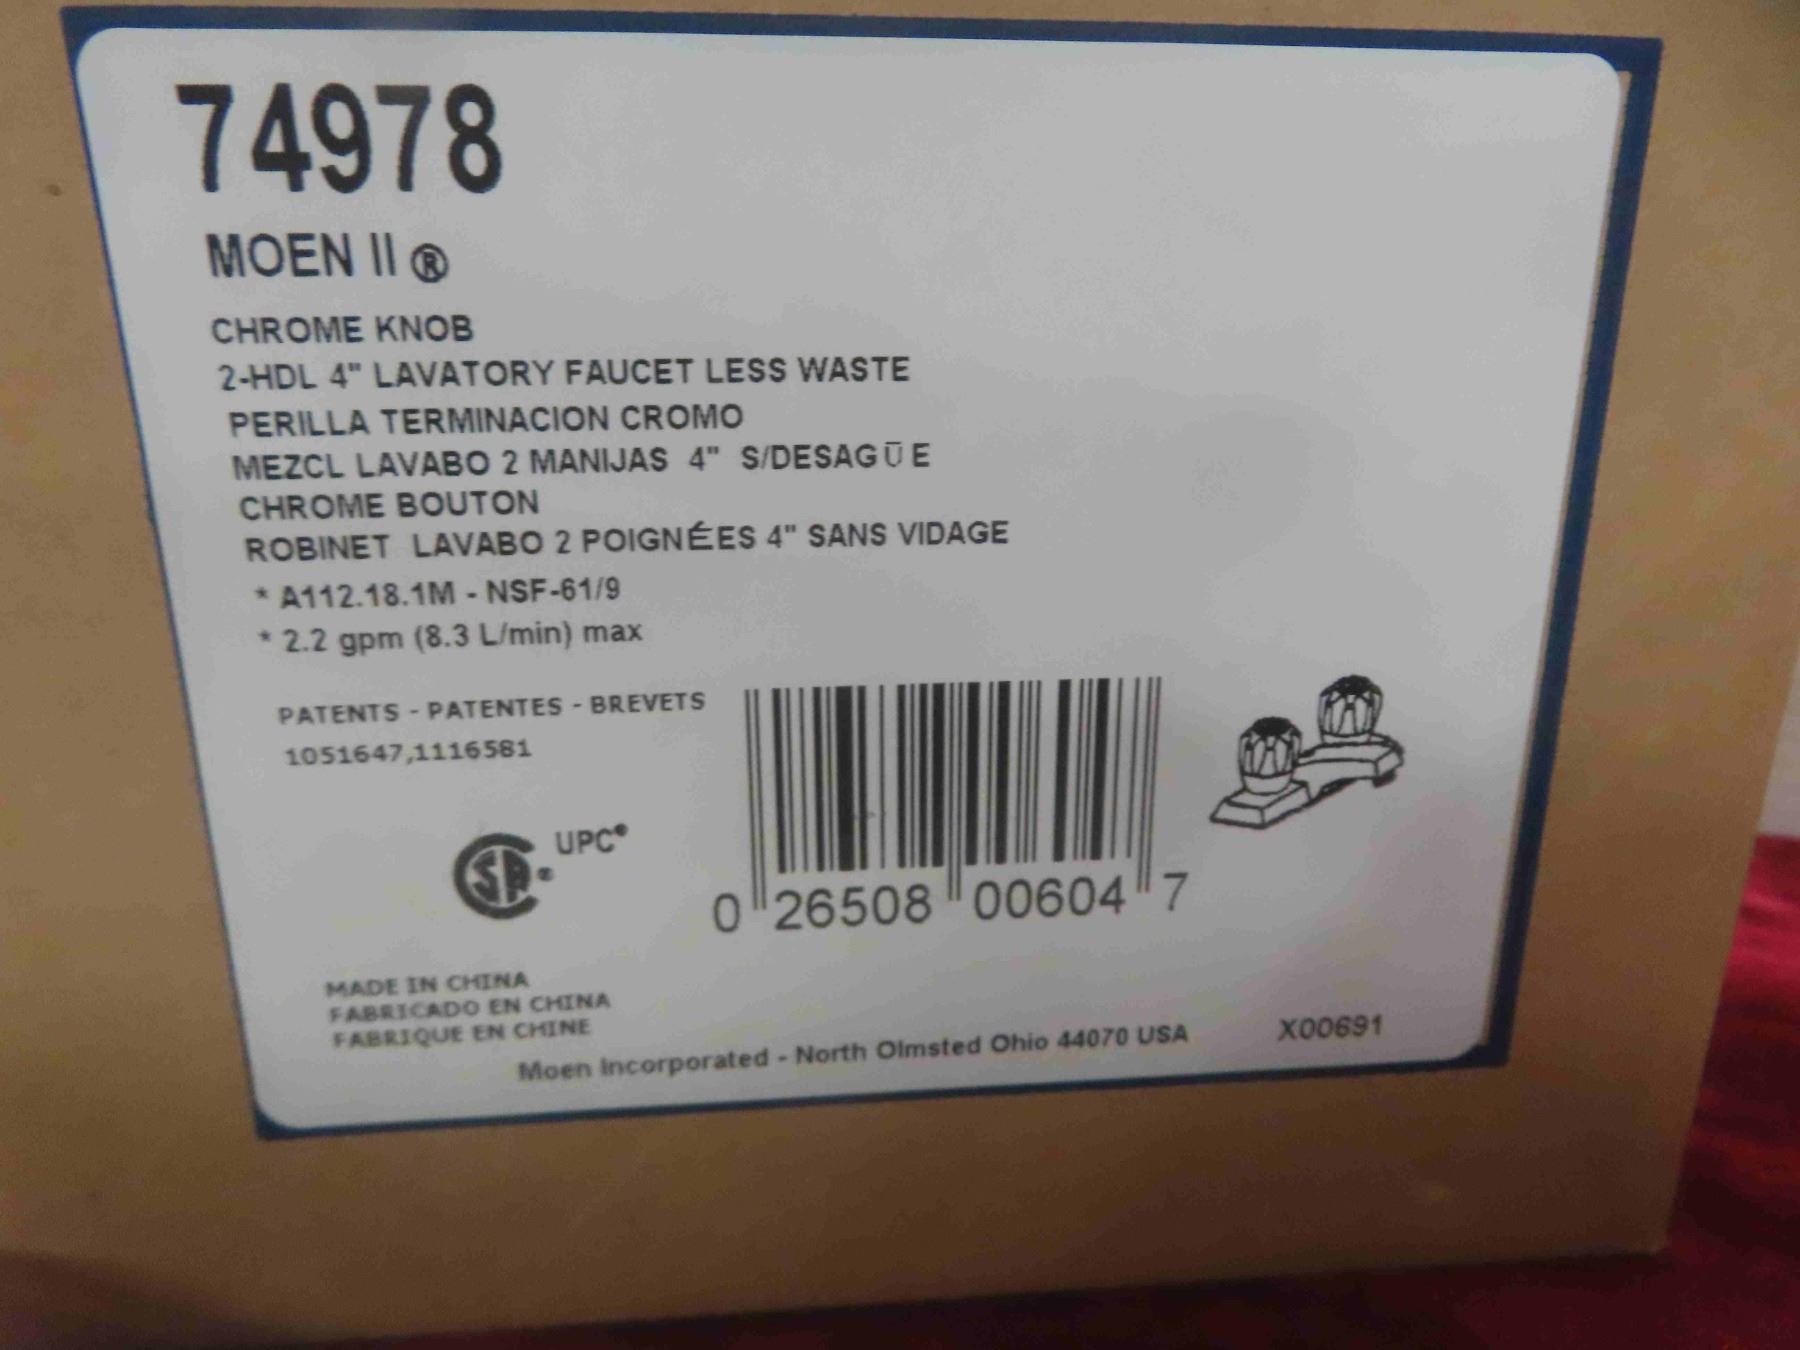 74978
MOEN II ®
CHROME KNOB
2-HDL 4" LAVATORY FAUCET LESS WASTE
PERILLA TERMINACION CROMO
MEZCL LAVABO 2 MANIJAS 4" S/DESAGŪE
CHROME BOUTON
ROBINET LAVABO 2 POIGNÉES 4" SANS VIDAGE
* A112.18.1M - NSF-61/9
* 2.2 gpm (8.3 L/min) max
PATENTS - PATENTES - BREVETS
1051647,1116581
SA ® UPC®
0 26508 00604 7
MADE IN CHINA
FABRICADO EN CHINA
FABRIQUE EN CHINE
Moen Incorporated - North Olmsted Ohio 44070 USA
X00691